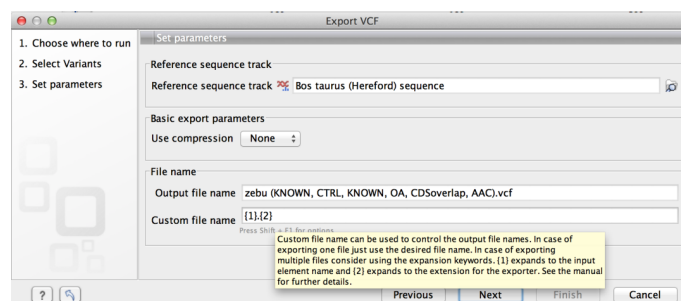 Export VCF
1. Choose where to run
2. Select Variants
3. Set parameters
Set parameters
Reference sequence track
Reference sequence track Bos taurus (Hereford) sequence
Basic export parameters
Use compression None
File name
Output file name zebu (KNOWN, CTRL, KNOWN, OA, CDSoverlap, AAC).vcf
Custom file name {1}.{2}
Press Shift + F1 for options
Custom file name can be used to control the output file names. In case of
exporting one file just use the desired file name. In case of exporting
multiple files consider using the expansion keywords. {1} expands to the input
element name and {2} expands to the extension for the exporter. See the manual
for further details.
? Previous Next Finish Cancel